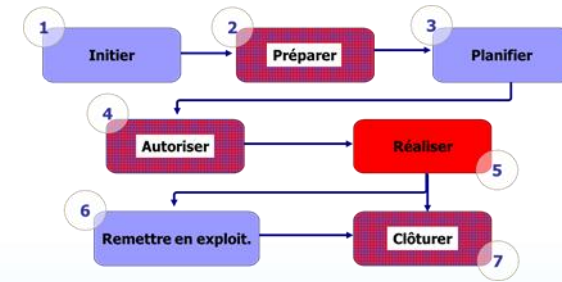 1
Initier
2
Préparer
3
Planifier
4
Autoriser
Réaliser
5
6
Remettre en exploit.
Clôturer
7